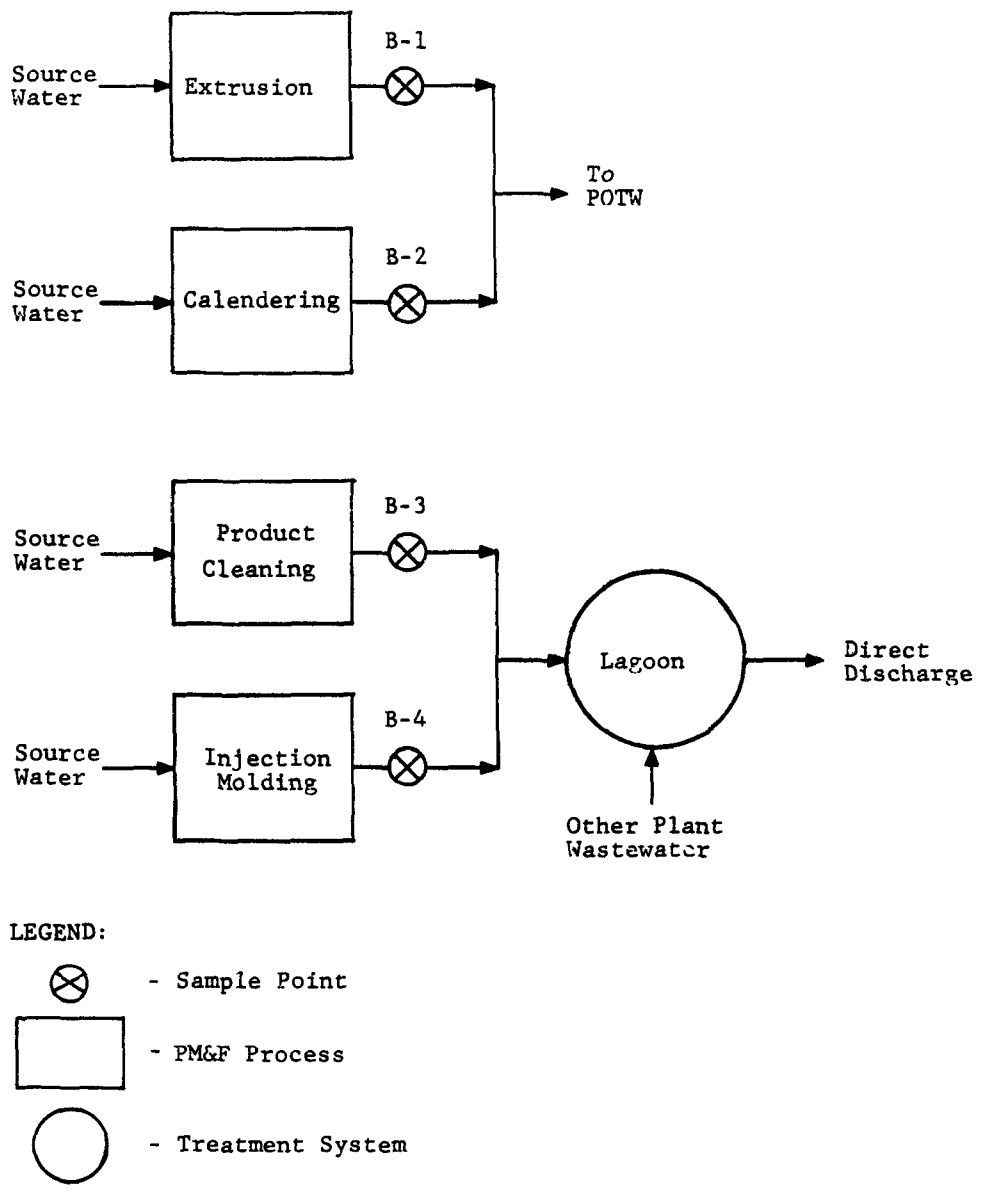 B-1
Source
Water
Extrusion
To
POTW
B-2
Source
Water
Calendering
B-3
Source
Water
Product
Cleaning
Lagoon
Direct
Discharge
B-4
Source
Water
Injection
Molding
Other Plant
Wastewater
LEGEND:
- Sample Point
- PM&F Process
- Treatment System